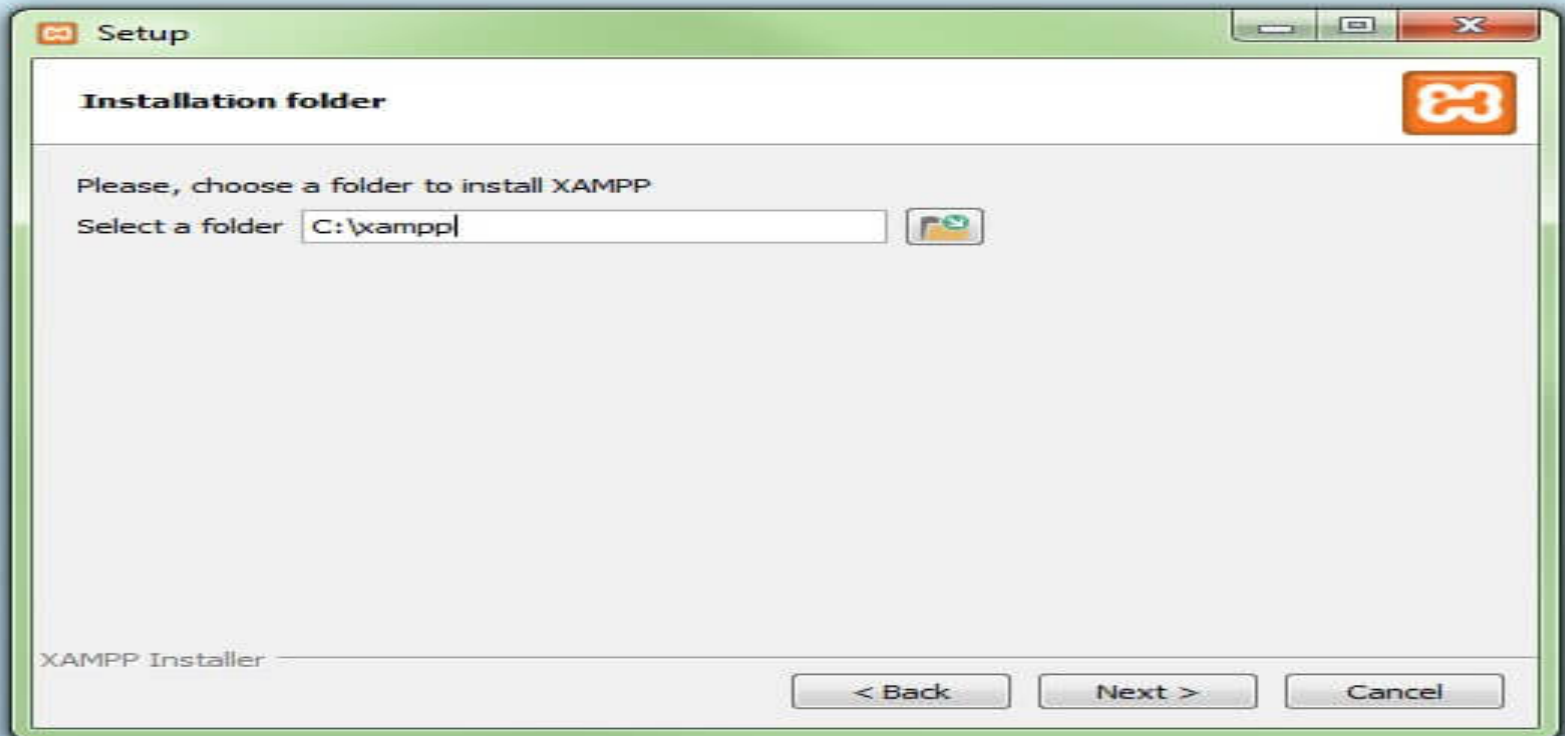 Setup
Installation folder
Please, choose a folder to install XAMPP
Select a folder C:\xampp
XAMPP Installer
< Back Next > Cancel